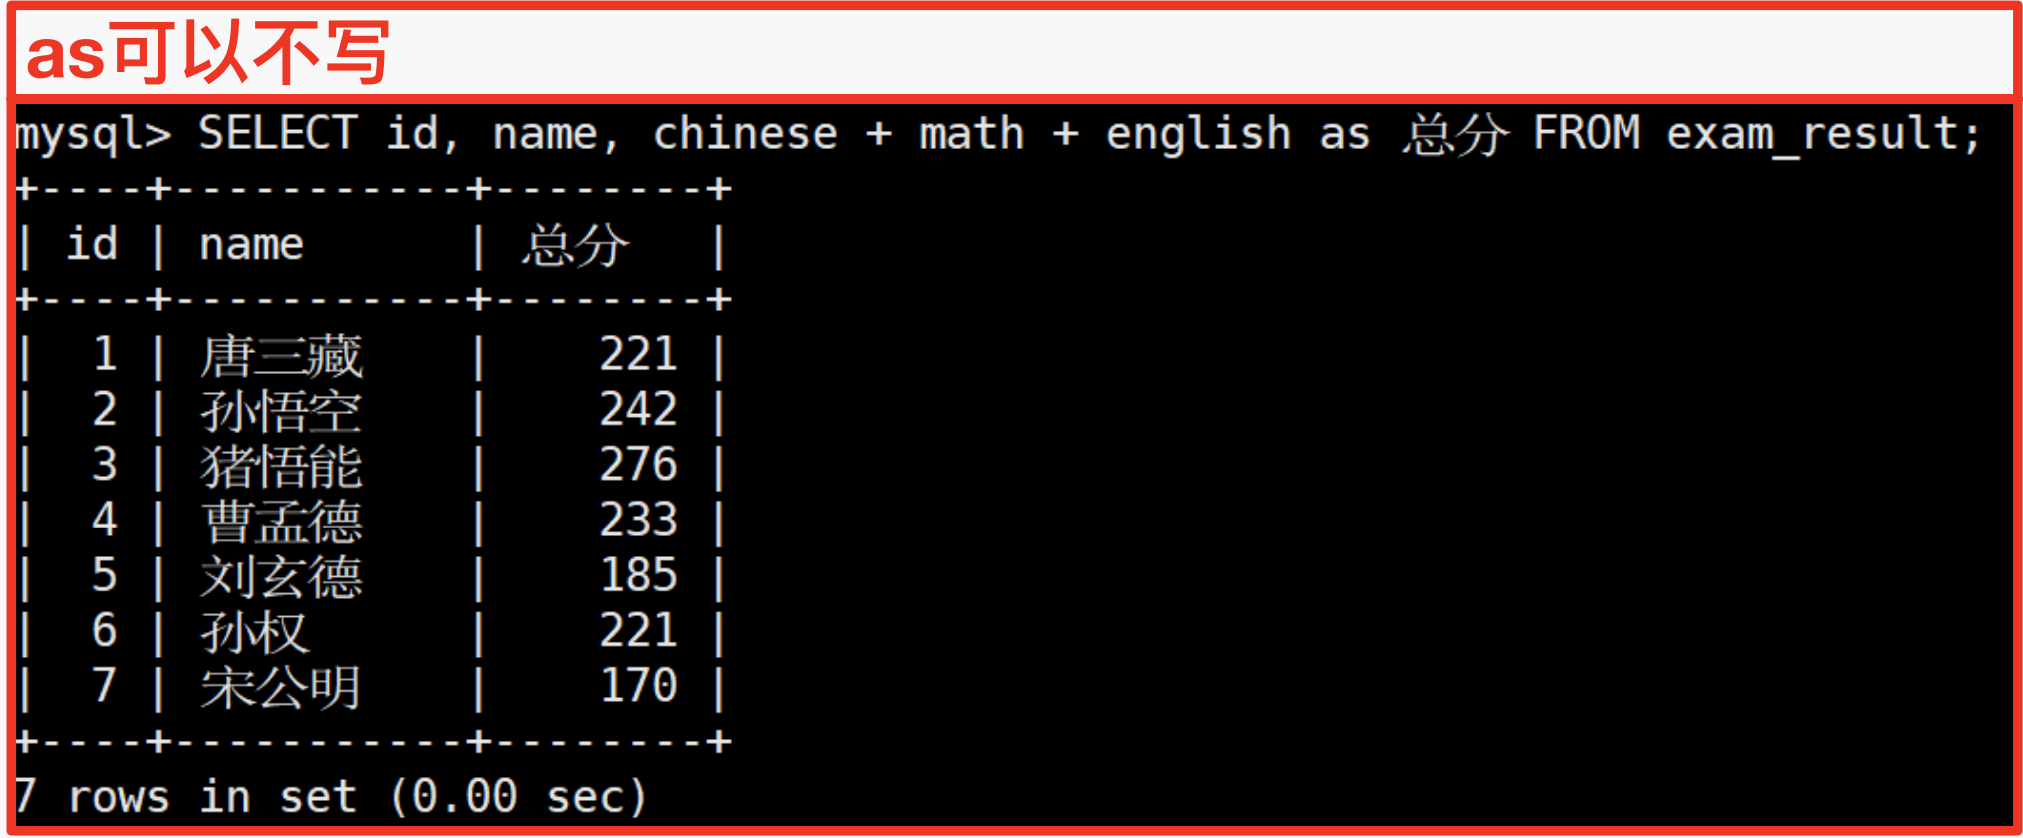 as可以不写
mysql> SELECT id, name, chinese + math + english as 总分 FROM exam_result;
+----+-----------+--------+
| id | name      | 总分   |
+----+-----------+--------+
|  1 | 唐三藏    |    221 |
|  2 | 孙悟空    |    242 |
|  3 | 猪悟能    |    276 |
|  4 | 曹孟德    |    233 |
|  5 | 刘玄德    |    185 |
|  6 | 孙权      |    221 |
|  7 | 宋公明    |    170 |
+----+-----------+--------+
7 rows in set (0.00 sec)